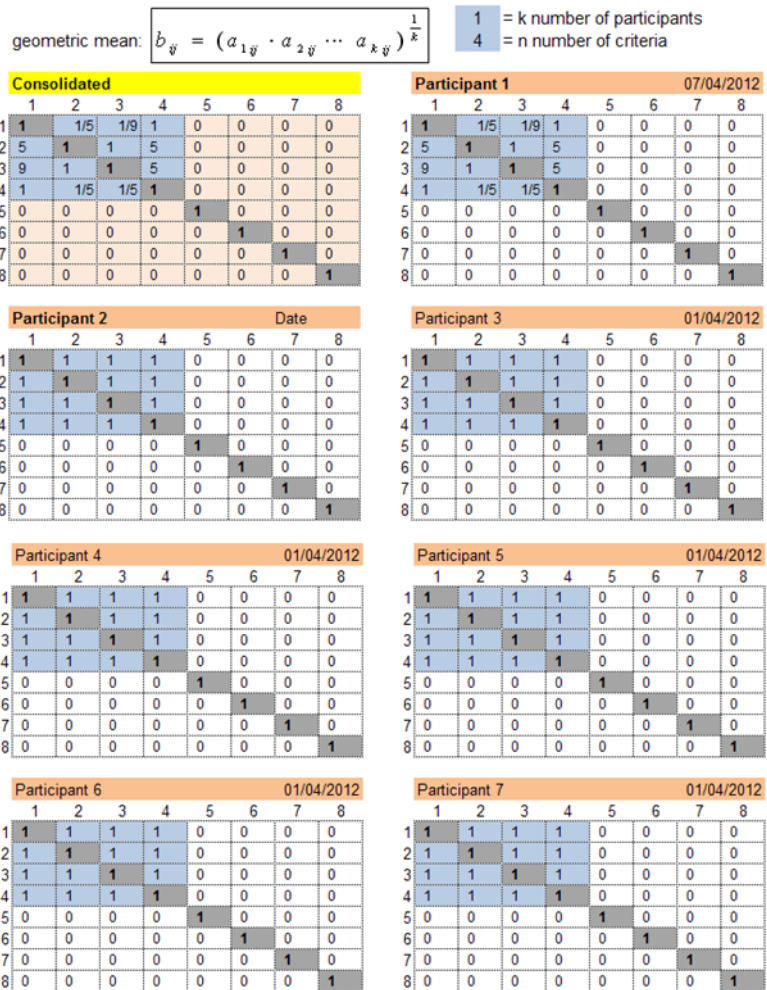 geometric mean: b ij = ( a 1 ij · a 2 ij ··· a k ij ) 1/k
1 = k number of participants
4 = n number of criteria
Consolidated
1 2 3 4 5 6 7 8
1 1 1/5 1/9 1 0 0 0 0
2 5 1 1 5 0 0 0 0
3 9 1 1 5 0 0 0 0
4 1 1/5 1/5 1 0 0 0 0
5 0 0 0 0 1 0 0 0
6 0 0 0 0 0 1 0 0
7 0 0 0 0 0 0 1 0
8 0 0 0 0 0 0 0 1
Participant 1 07/04/2012
1 2 3 4 5 6 7 8
1 1 1/5 1/9 1 0 0 0 0
2 5 1 1 5 0 0 0 0
3 9 1 1 5 0 0 0 0
4 1 1/5 1/5 1 0 0 0 0
5 0 0 0 0 1 0 0 0
6 0 0 0 0 0 1 0 0
7 0 0 0 0 0 0 1 0
8 0 0 0 0 0 0 0 1
Participant 2 Date
1 2 3 4 5 6 7 8
1 1 1 1 1 0 0 0 0
2 1 1 1 1 0 0 0 0
3 1 1 1 1 0 0 0 0
4 1 1 1 1 0 0 0 0
5 0 0 0 0 1 0 0 0
6 0 0 0 0 0 1 0 0
7 0 0 0 0 0 0 1 0
8 0 0 0 0 0 0 0 1
Participant 3 01/04/2012
1 2 3 4 5 6 7 8
1 1 1 1 1 0 0 0 0
2 1 1 1 1 0 0 0 0
3 1 1 1 1 0 0 0 0
4 1 1 1 1 0 0 0 0
5 0 0 0 0 1 0 0 0
6 0 0 0 0 0 1 0 0
7 0 0 0 0 0 0 1 0
8 0 0 0 0 0 0 0 1
Participant 4 01/04/2012
1 2 3 4 5 6 7 8
1 1 1 1 1 0 0 0 0
2 1 1 1 1 0 0 0 0
3 1 1 1 1 0 0 0 0
4 1 1 1 1 0 0 0 0
5 0 0 0 0 1 0 0 0
6 0 0 0 0 0 1 0 0
7 0 0 0 0 0 0 1 0
8 0 0 0 0 0 0 0 1
Participant 5 01/04/2012
1 2 3 4 5 6 7 8
1 1 1 1 1 0 0 0 0
2 1 1 1 1 0 0 0 0
3 1 1 1 1 0 0 0 0
4 1 1 1 1 0 0 0 0
5 0 0 0 0 1 0 0 0
6 0 0 0 0 0 1 0 0
7 0 0 0 0 0 0 1 0
8 0 0 0 0 0 0 0 1
Participant 6 01/04/2012
1 2 3 4 5 6 7 8
1 1 1 1 1 0 0 0 0
2 1 1 1 1 0 0 0 0
3 1 1 1 1 0 0 0 0
4 1 1 1 1 0 0 0 0
5 0 0 0 0 1 0 0 0
6 0 0 0 0 0 1 0 0
7 0 0 0 0 0 0 1 0
8 0 0 0 0 0 0 0 1
Participant 7 01/04/2012
1 2 3 4 5 6 7 8
1 1 1 1 1 0 0 0 0
2 1 1 1 1 0 0 0 0
3 1 1 1 1 0 0 0 0
4 1 1 1 1 0 0 0 0
5 0 0 0 0 1 0 0 0
6 0 0 0 0 0 1 0 0
7 0 0 0 0 0 0 1 0
8 0 0 0 0 0 0 0 1